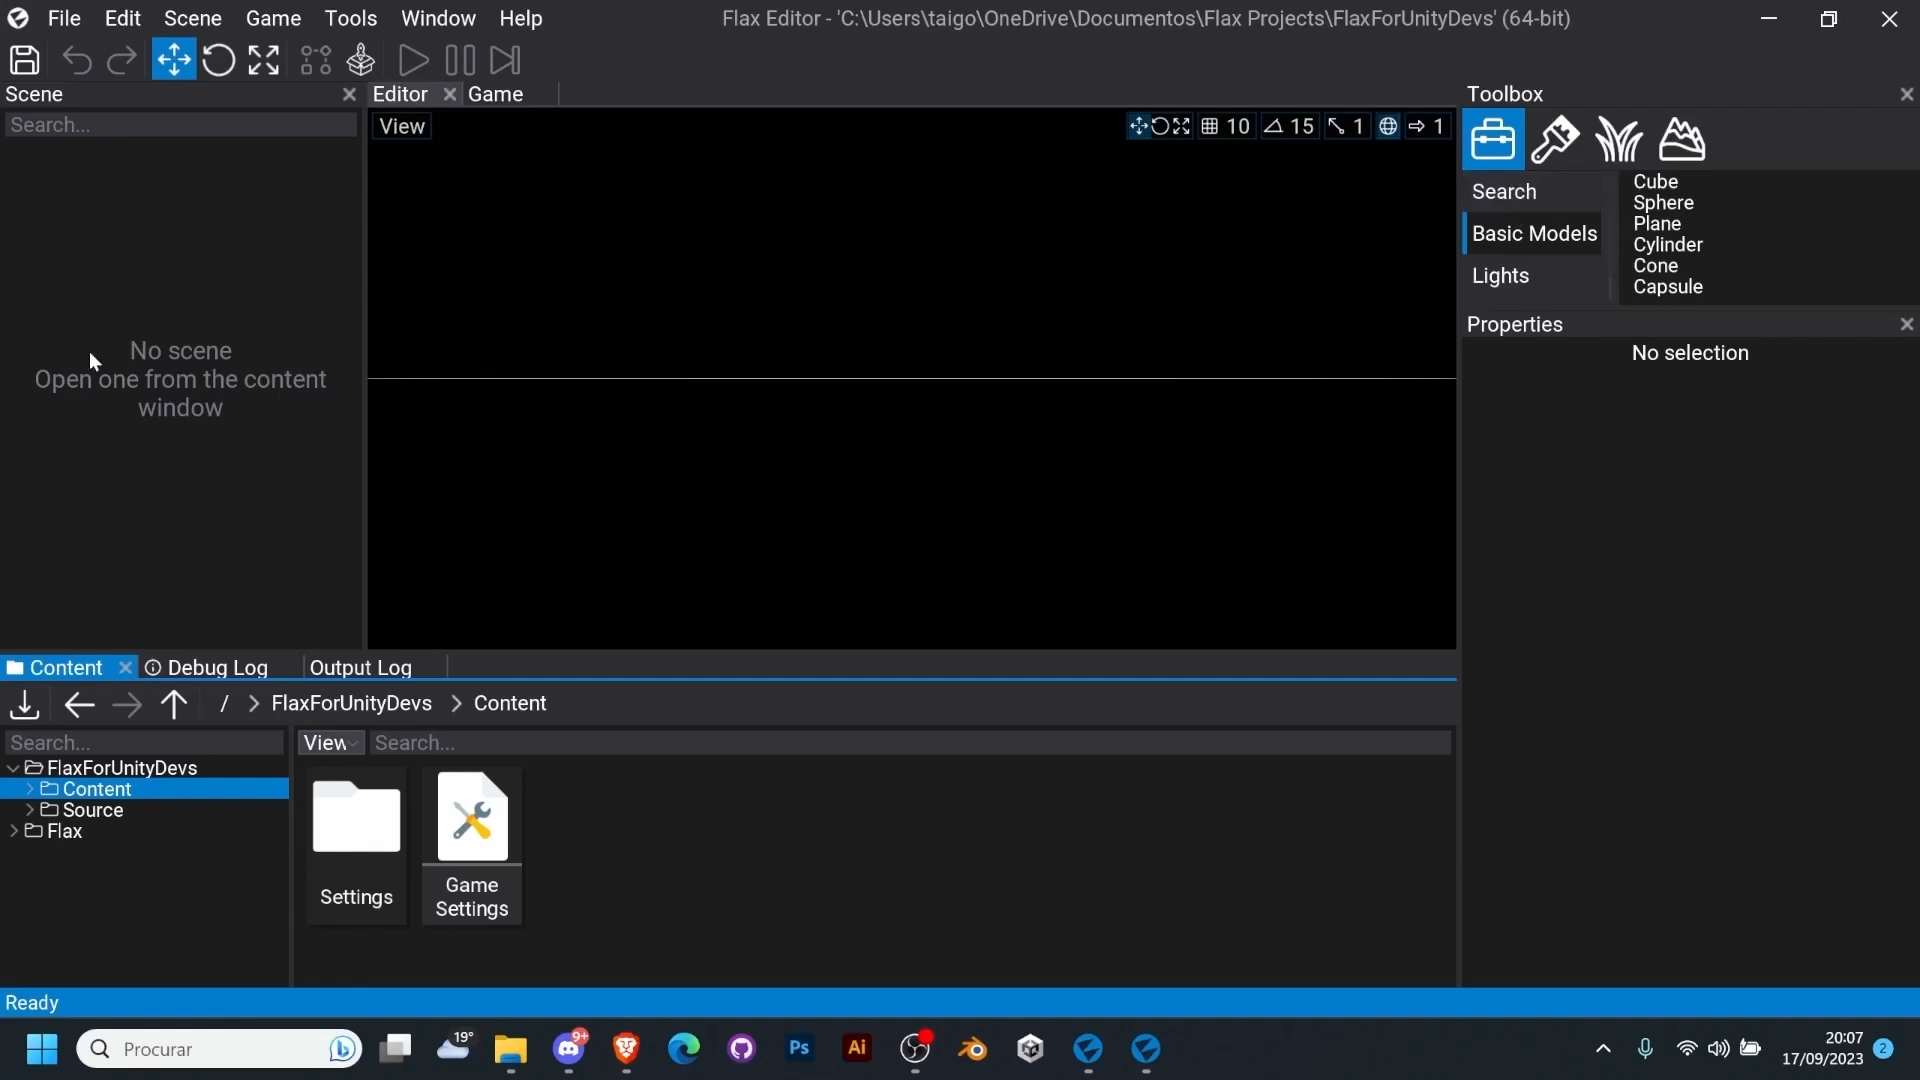 File Edit Scene Game Tools Window Help
Flax Editor - 'C:\Users\taigo\OneDrive\Documentos\Flax Projects\FlaxForUnityDevs' (64-bit)
Scene
Editor Game
Toolbox
Search...
View
10 15 1 1
Search
Basic Models
Lights
Cube
Sphere
Plane
Cylinder
Cone
Capsule
Properties
No selection
No scene
Open one from the content
window
Content Debug Log Output Log
/ FlaxForUnityDevs Content
Search...
View Search...
FlaxForUnityDevs
Content
Source
Flax
Settings
Game
Settings
Ready
Procurar
19°
9+
Ps
Ai
20:07
17/09/2023
2